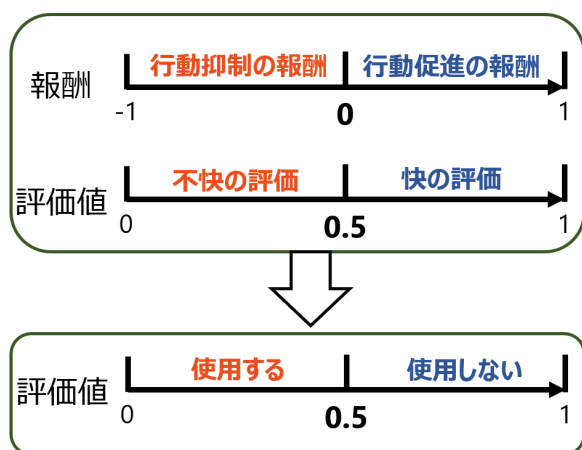 行動抑制の報酬 行動促進の報酬
報酬
-1 0 1
不快の評価 快の評価
評価値
0 0.5 1
使用する 使用しない
評価値
0 0.5 1